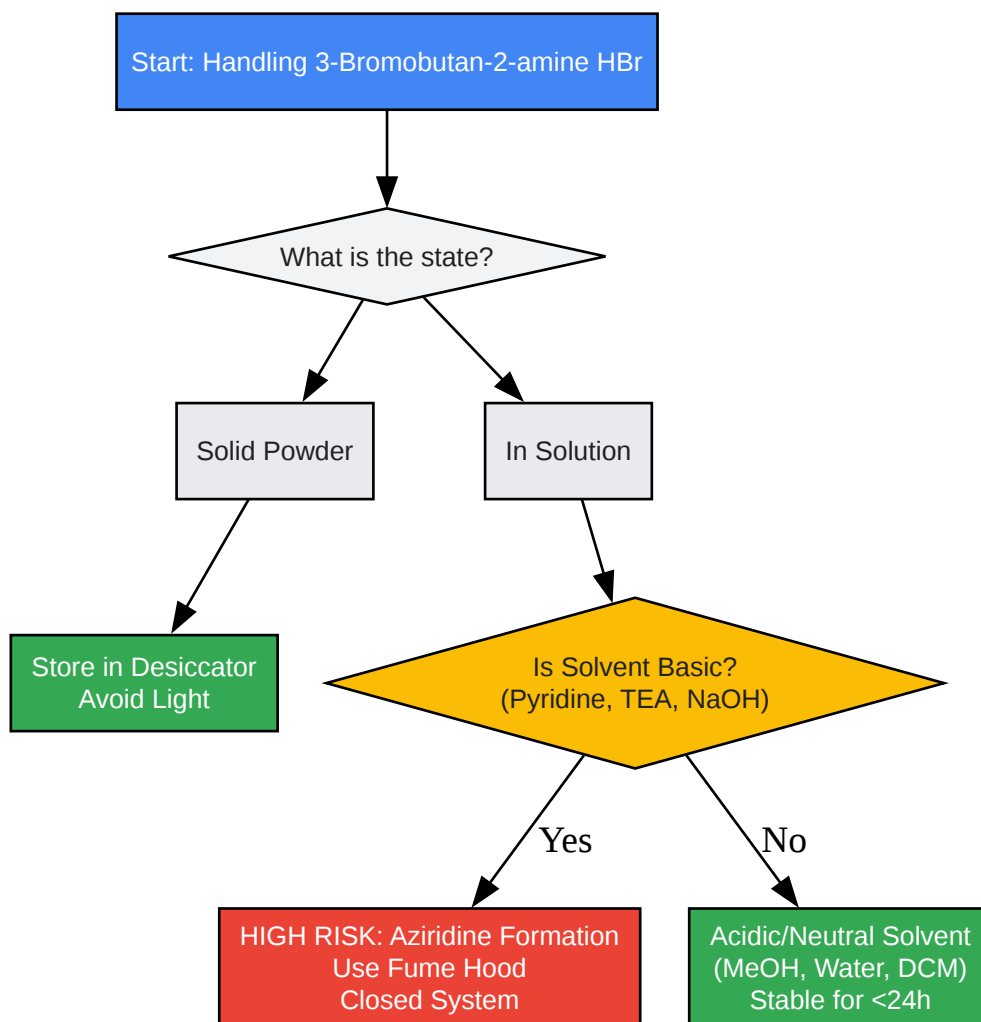 Start: Handling 3-Bromobutan-2-amine HBr
What is the state?
Solid Powder
In Solution
Store in Desiccator
Avoid Light
Is Solvent Basic?
(Pyridine, TEA, NaOH)
Yes
No
HIGH RISK: Aziridine Formation
Use Fume Hood
Closed System
Acidic/Neutral Solvent
(MeOH, Water, DCM)
Stable for <24h